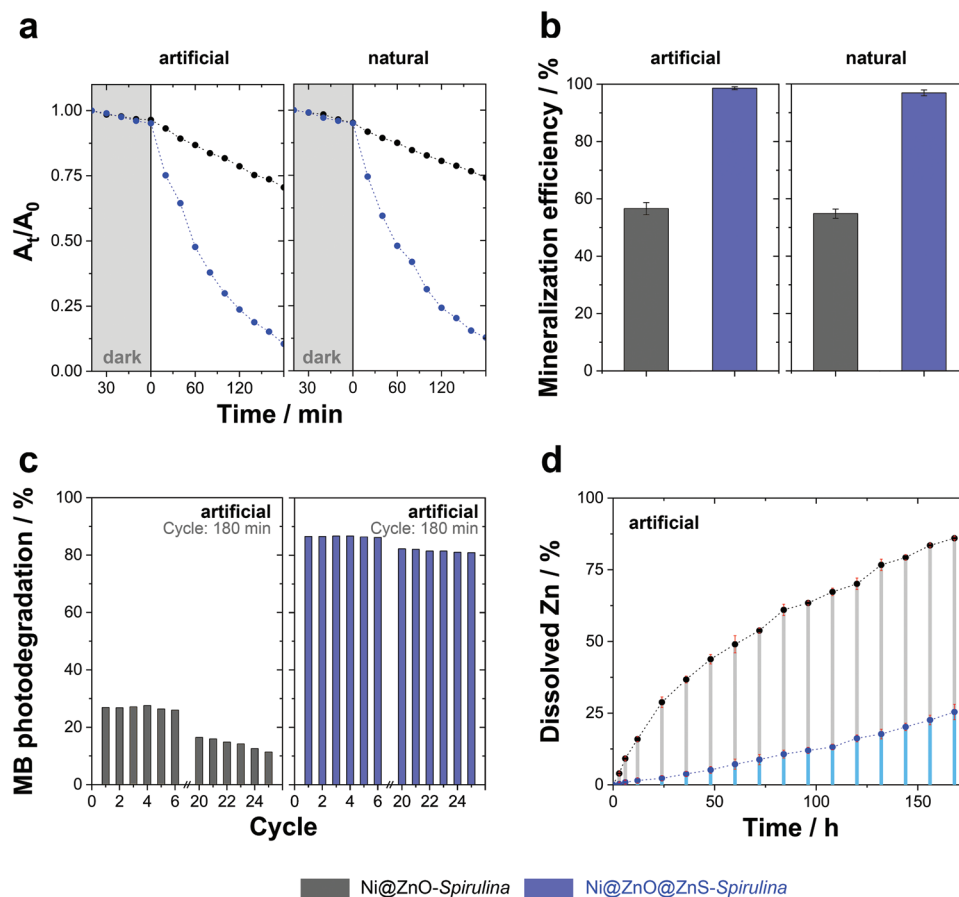 a
artificial
natural
A_t/A_0
1.00
0.75
0.50
0.25
0.00
dark
dark
30 0 60 120
30 0 60 120
Time / min
b
artificial
natural
Mineralization efficiency / %
100
80
60
40
20
0
c
MB photodegradation / %
100
80
60
40
20
0
artificial
Cycle: 180 min
artificial
Cycle: 180 min
0 2 4 6 20 22 24
0 2 4 6 20 22 24
Cycle
d
artificial
Dissolved Zn / %
100
75
50
25
0
0 50 100 150
Time / h
Ni@ZnO-Spirulina
Ni@ZnO@ZnS-Spirulina